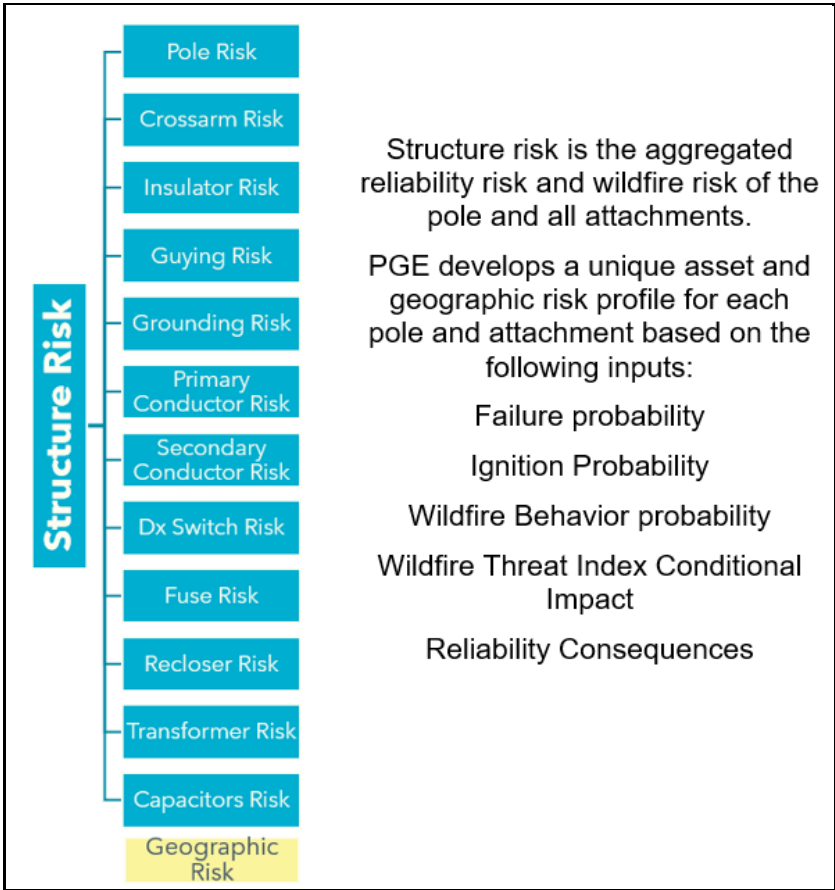 Structure Risk
Pole Risk
Crossarm Risk
Insulator Risk
Guying Risk
Grounding Risk
Primary
Conductor Risk
Secondary
Conductor Risk
Dx Switch Risk
Fuse Risk
Recloser Risk
Transformer Risk
Capacitors Risk
Geographic
Risk
Structure risk is the aggregated
reliability risk and wildfire risk of the
pole and all attachments.
PGE develops a unique asset and
geographic risk profile for each
pole and attachment based on the
following inputs:
Failure probability
Ignition Probability
Wildfire Behavior probability
Wildfire Threat Index Conditional
Impact
Reliability Consequences